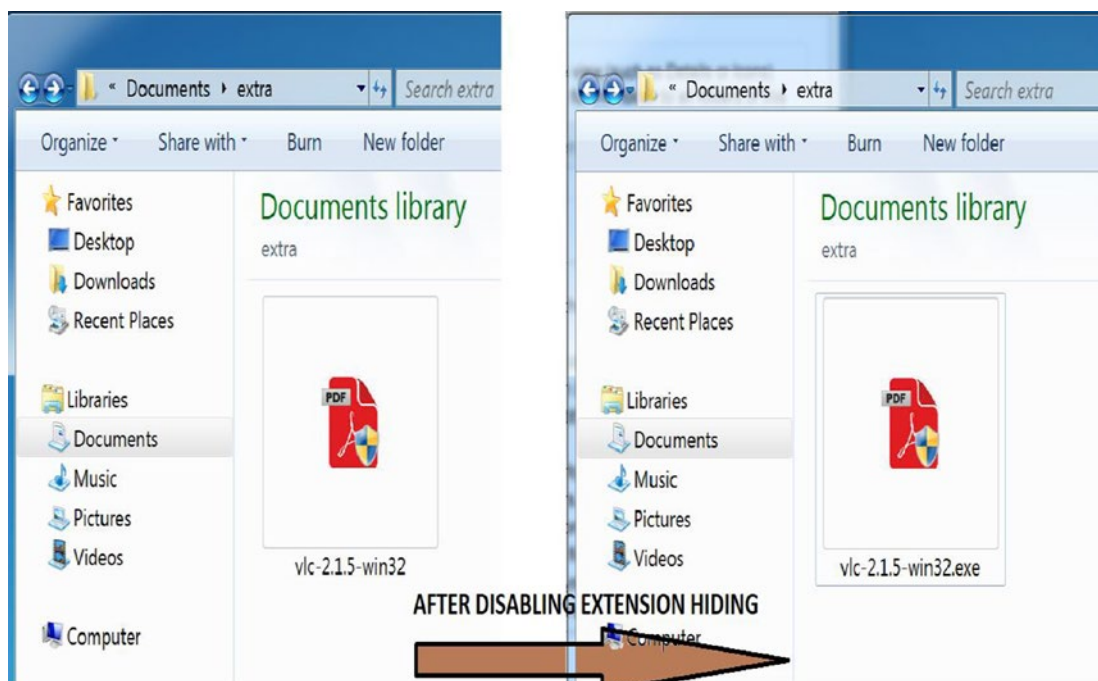 « Documents ▸ extra
Search extra
Organize
Share with
Burn
New folder
Favorites
Desktop
Downloads
Recent Places
Libraries
Documents
Music
Pictures
Videos
Computer
Documents library
extra
PDF
vlc-2.1.5-win32
AFTER DISABLING EXTENSION HIDING
« Documents ▸ extra
Search extra
Organize
Share with
Burn
New folder
Favorites
Desktop
Downloads
Recent Places
Libraries
Documents
Music
Pictures
Videos
Computer
Documents library
extra
PDF
vlc-2.1.5-win32.exe